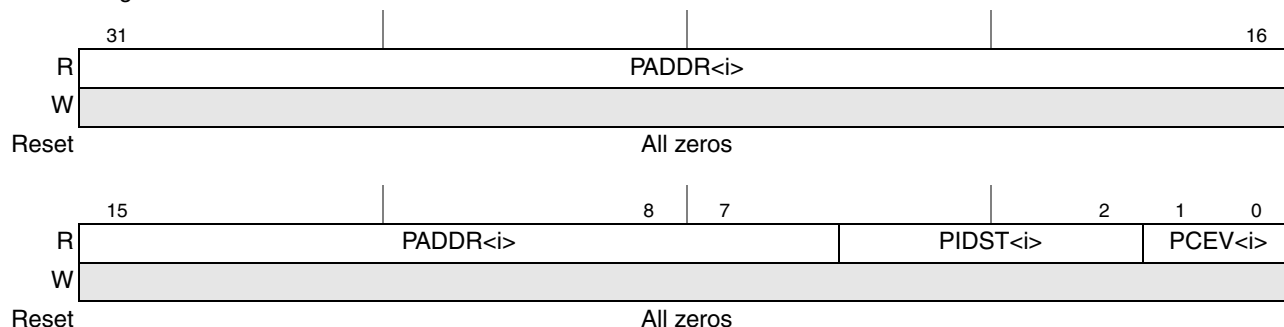 31 16
R PADDR<i>
W
Reset All zeros
15 8 7 2 1 0
R PADDR<i> PIDST<i> PCEV<i>
W
Reset All zeros